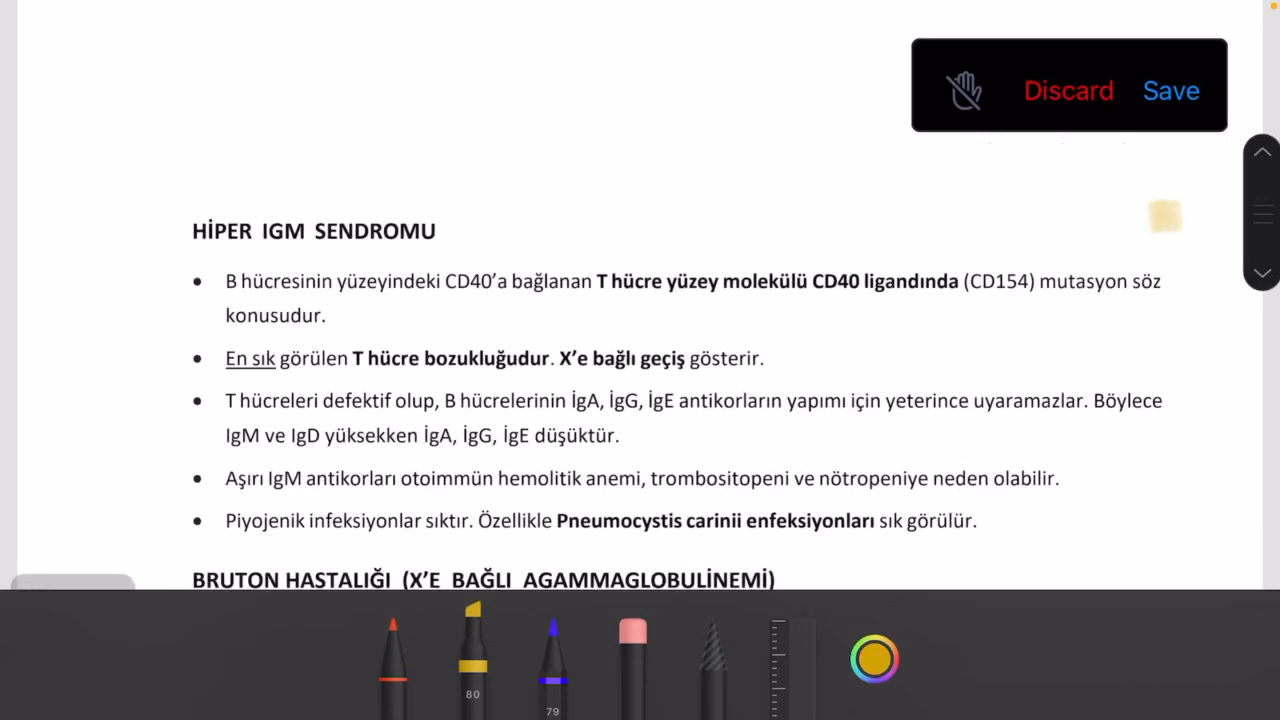 Discard Save
HİPER IGM SENDROMU
• B hücresinin yüzeyindeki CD40’a bağlanan T hücre yüzey molekülü CD40 ligandında (CD154) mutasyon söz
konusudur.
• En sık görülen T hücre bozukluğudur. X’e bağlı geçiş gösterir.
• T hücreleri defektif olup, B hücrelerinin İgA, İgG, İgE antikorların yapımı için yeterince uyaramazlar. Böylece
IgM ve IgD yüksekken İgA, İgG, İgE düşüktür.
• Aşırı IgM antikorları otoimmün hemolitik anemi, trombositopeni ve nötropeniye neden olabilir.
• Piyojenik infeksiyonlar sıktır. Özellikle Pneumocystis carinii enfeksiyonları sık görülür.
BRUTON HASTALIĞI (X’E BAĞLI AGAMMAGLOBULİNEMİ)
80
79